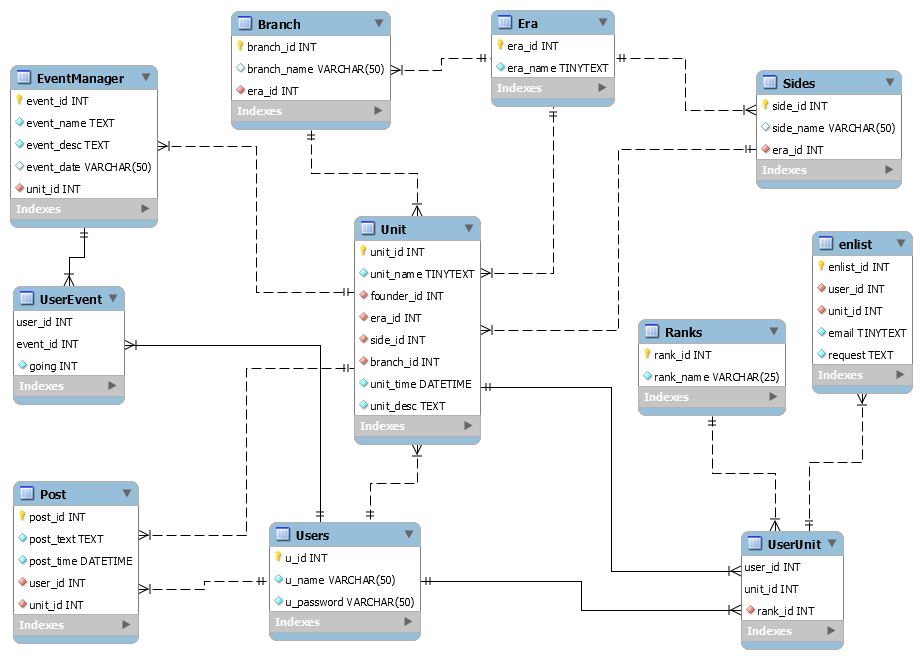 Branch
branch_id INT
branch_name VARCHAR(50)
era_id INT
Indexes
Era
era_id INT
era_name TINYTEXT
Indexes
EventManager
event_id INT
event_name TEXT
event_desc TEXT
event_date VARCHAR(50)
unit_id INT
Indexes
Sides
side_id INT
side_name VARCHAR(50)
era_id INT
Indexes
Unit
unit_id INT
unit_name TINYTEXT
founder_id INT
era_id INT
side_id INT
branch_id INT
unit_time DATETIME
unit_desc TEXT
Indexes
enlist
enlist_id INT
user_id INT
unit_id INT
email TINYTEXT
request TEXT
Indexes
UserEvent
user_id INT
event_id INT
going INT
Indexes
Ranks
rank_id INT
rank_name VARCHAR(25)
Indexes
Post
post_id INT
post_text TEXT
post_time DATETIME
user_id INT
unit_id INT
Indexes
Users
u_id INT
u_name VARCHAR(50)
u_password VARCHAR(50)
Indexes
UserUnit
user_id INT
unit_id INT
rank_id INT
Indexes